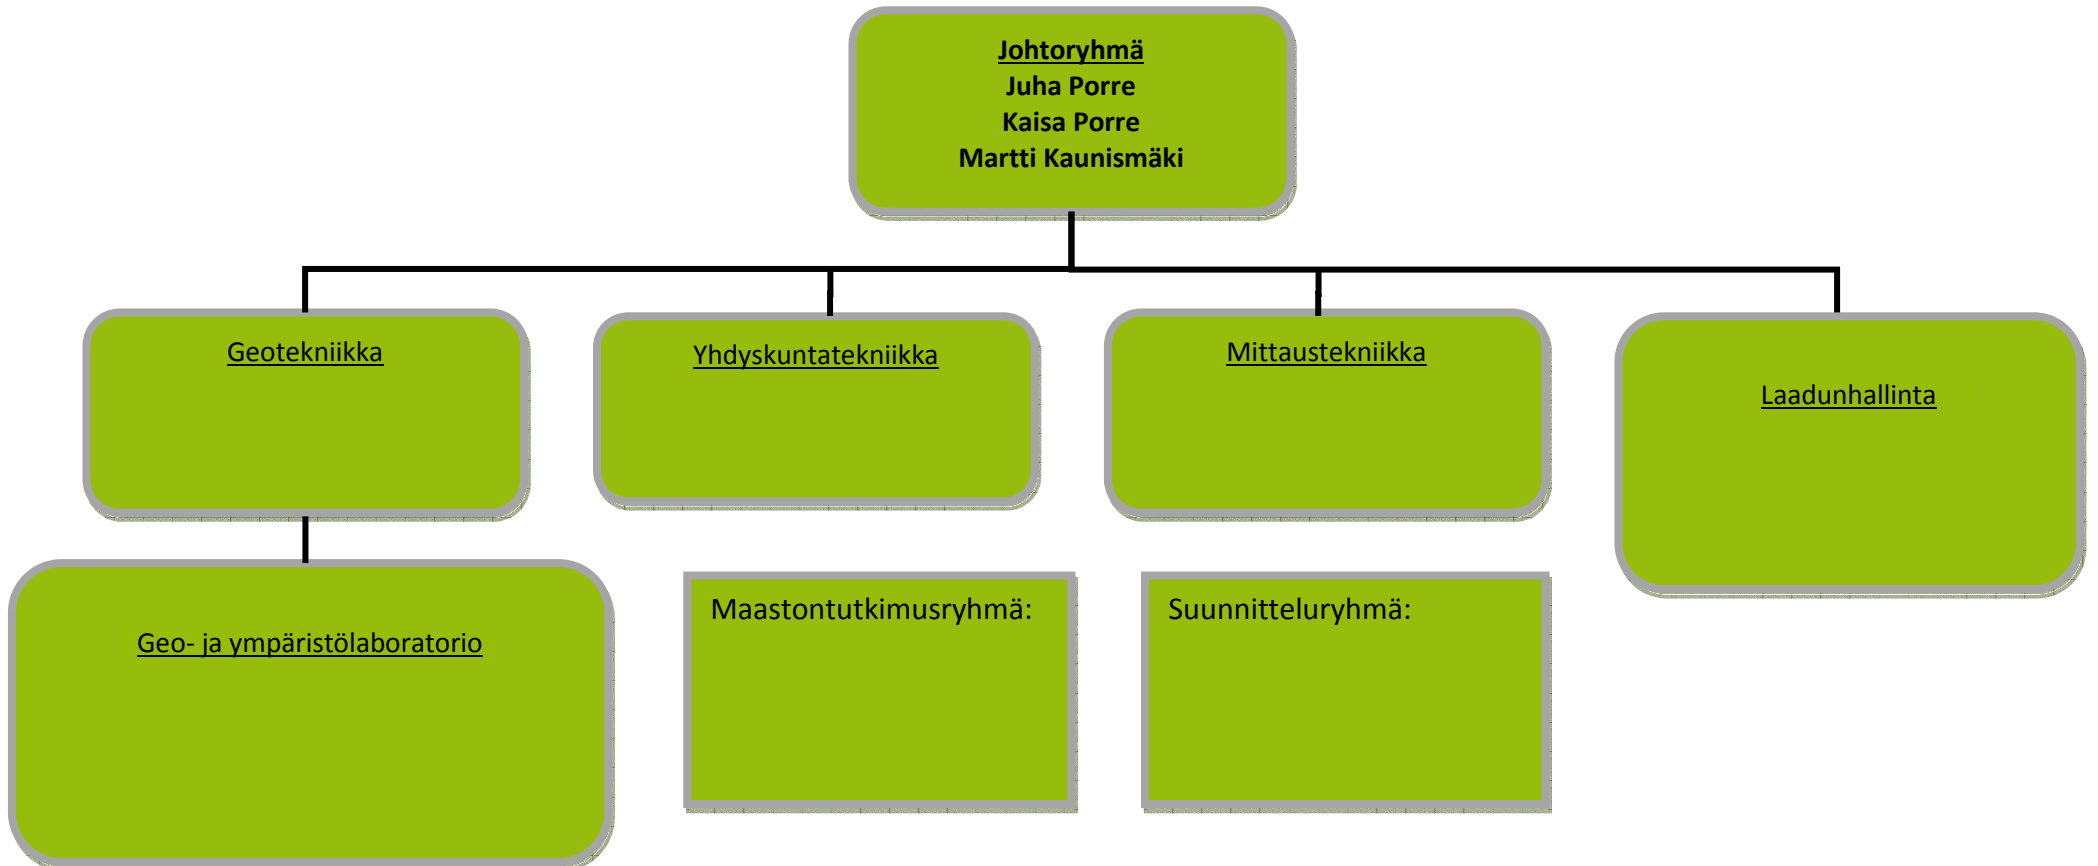 Johtoryhmä
Juha Porre
Kaisa Porre
Martti Kaunismäki
Geotekniikka
Yhdyskuntatekniikka
Mittaustekniikka
Laadunhallinta
Geo- ja ympäristölaboratorio
Maastontutkimusryhmä:
Suunnitteluryhmä: